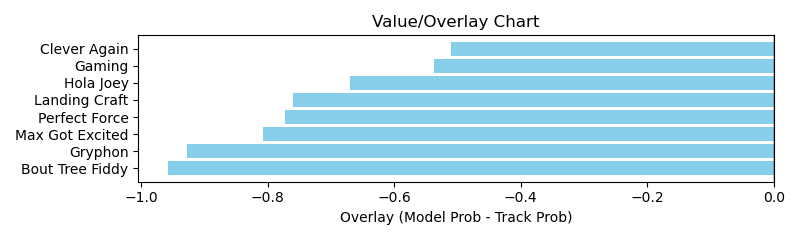 Value/Overlay Chart
Clever Again
Gaming
Hola Joey
Landing Craft
Perfect Force
Max Got Excited
Gryphon
Bout Tree Fiddy
−1.0 −0.8 −0.6 −0.4 −0.2 0.0
Overlay (Model Prob - Track Prob)